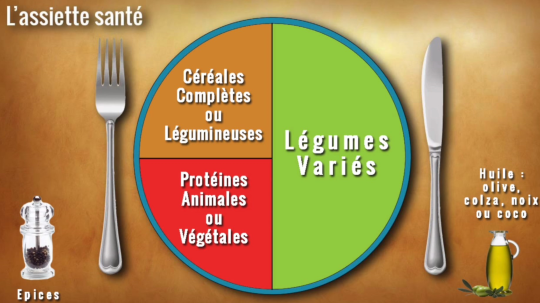 L'assiette santé
Céréales
Complètes
ou
Légumineuses
Légumes
Variés
Protéines
Animales
ou
Végétales
Huile :
olive,
colza, noix
ou coco
Epices